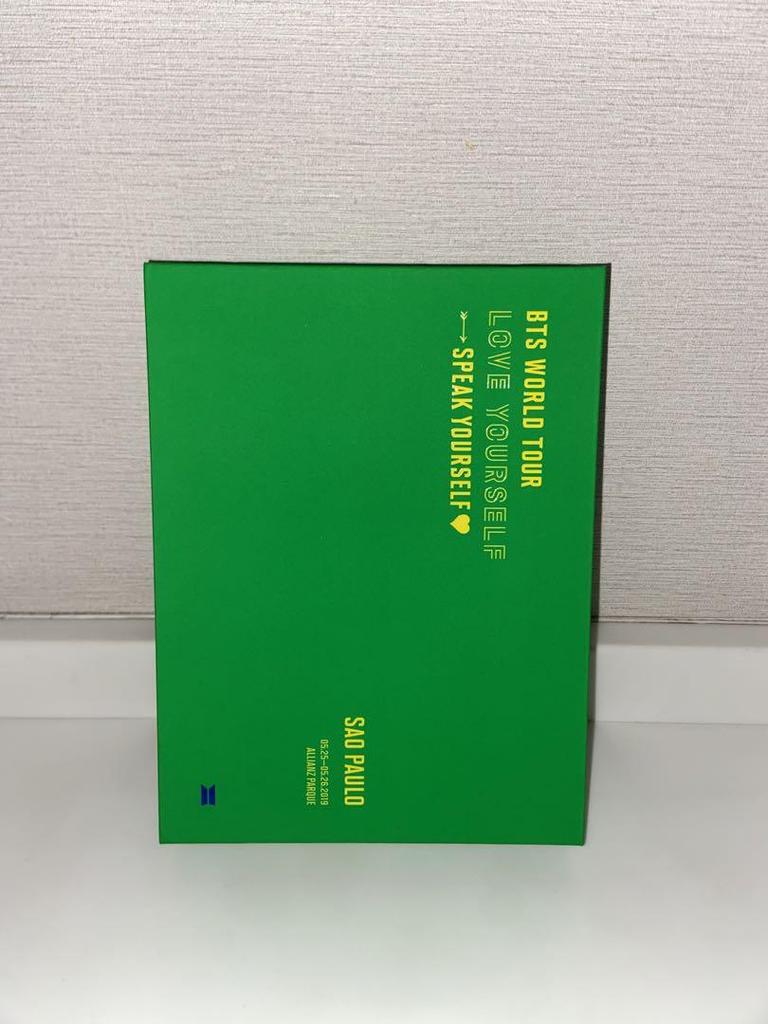 BTS WORLD TOUR
LOVE YOURSELF
SPEAK YOURSELF
SAO PAULO
05.25—05.26.2019
ALLIANZ PARQUE